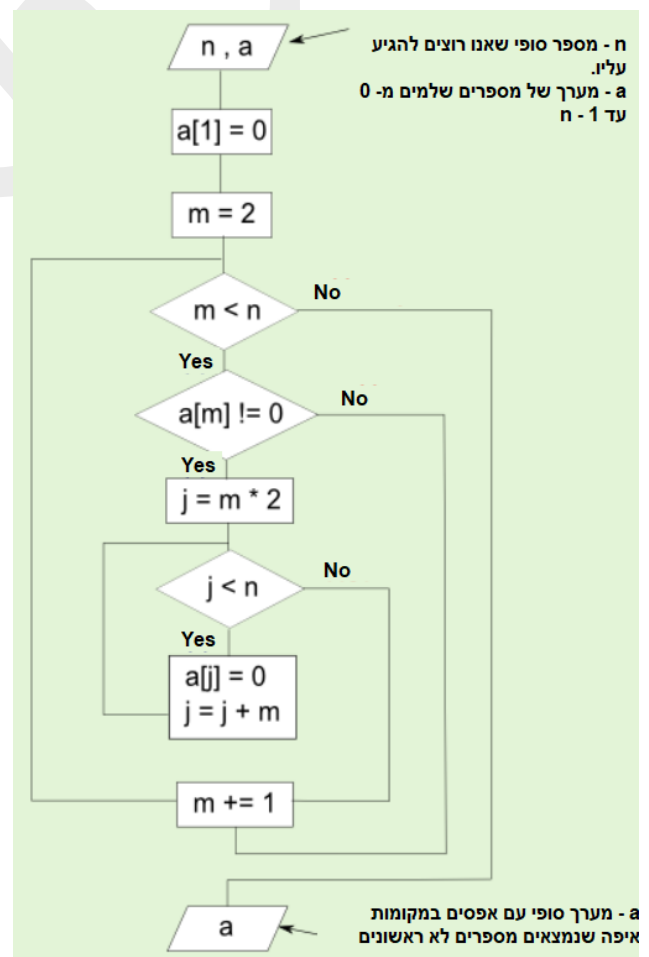 n , a
n - מספר סופי שאנו רוצים להגיע
עליו.
a - מערך של מספרים שלמים מ- 0
עד n - 1
a[1] = 0
m = 2
m < n
No
Yes
a[m] != 0
No
Yes
j = m * 2
j < n
No
Yes
a[j] = 0
j = j + m
m += 1
a
a - מערך סופי עם אפסים במקומות
איפה שנמצאים מספרים לא ראשונים